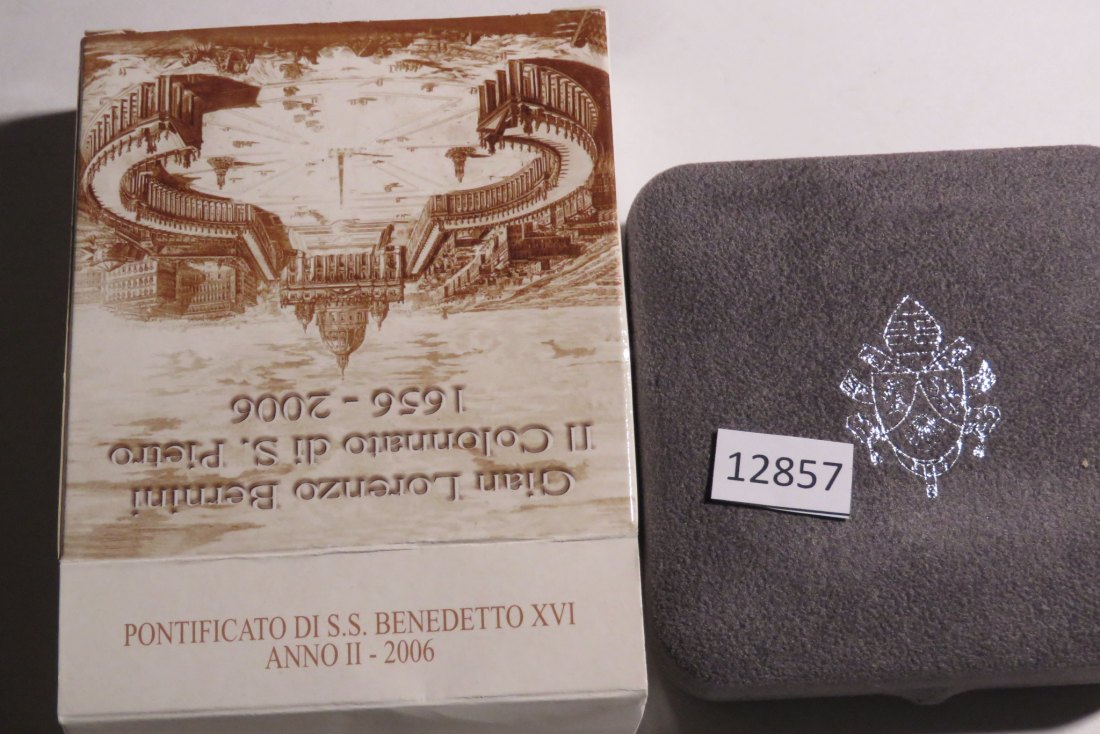 Gian Lorenzo Bernini
Il Colonnato di S. Pietro
1656 - 2006
PONTIFICATO DI S.S. BENEDETTO XVI
ANNO II - 2006
12857